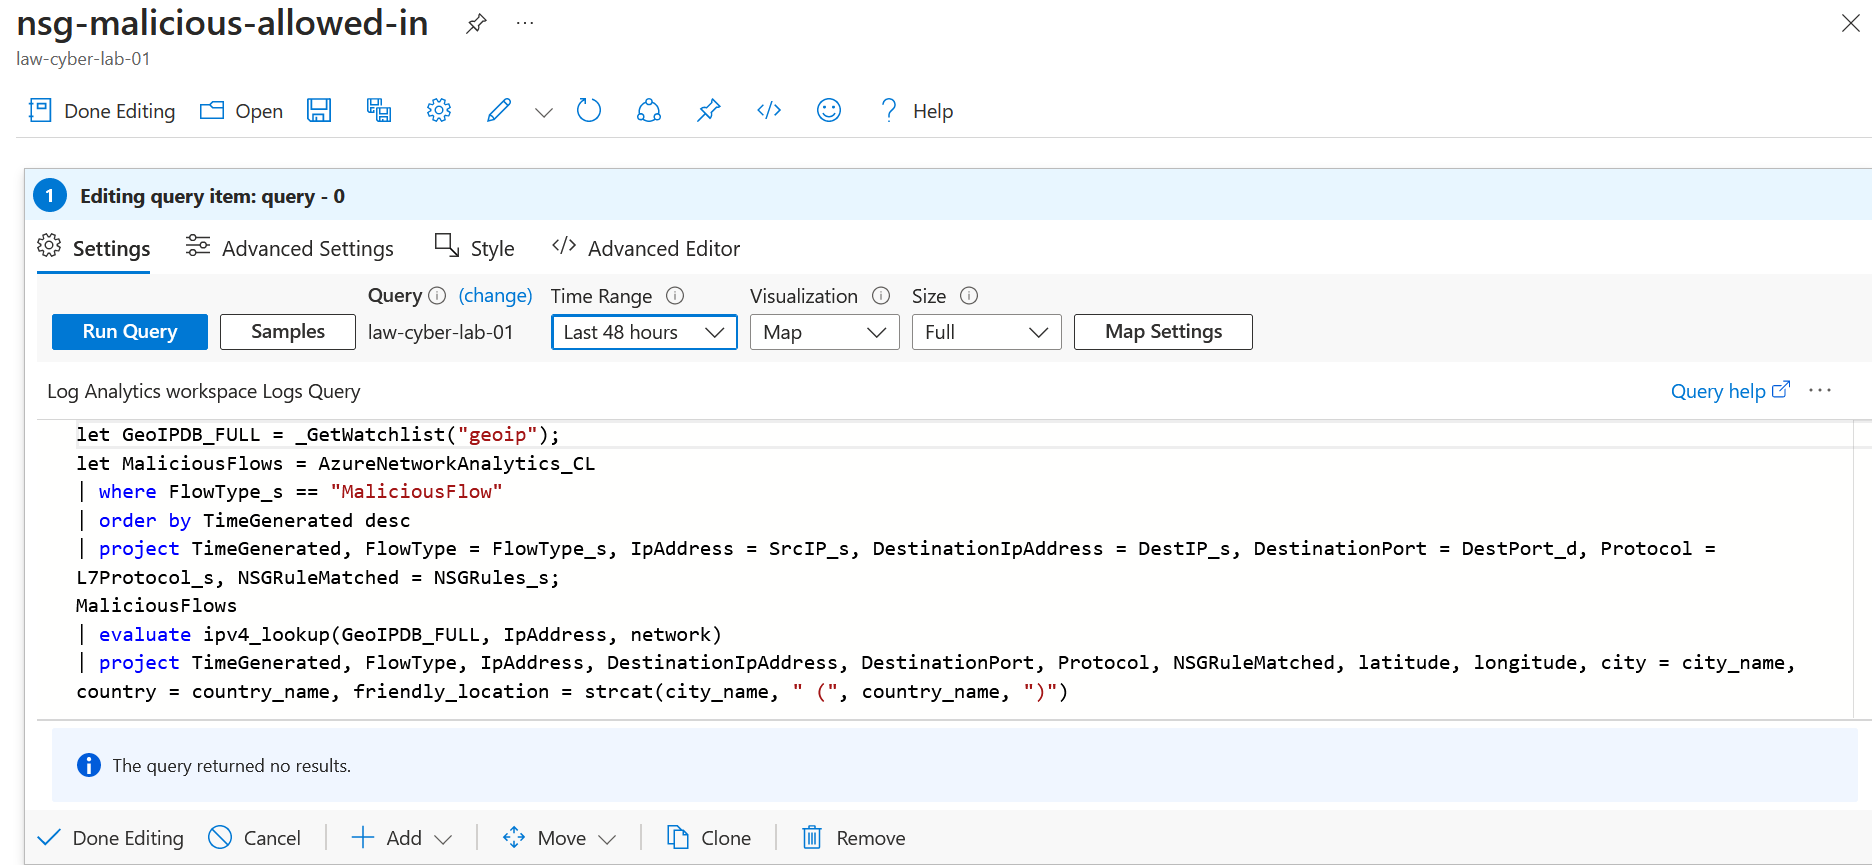 nsg-malicious-allowed-in
law-cyber-lab-01
Done Editing Open Help
1 Editing query item: query - 0
Settings Advanced Settings Style Advanced Editor
Query (change) Time Range Visualization Size
Run Query Samples law-cyber-lab-01 Last 48 hours Map Full Map Settings
Log Analytics workspace Logs Query Query help
let GeoIPDB_FULL = _GetWatchlist("geoip");
let MaliciousFlows = AzureNetworkAnalytics_CL
| where FlowType_s == "MaliciousFlow"
| order by TimeGenerated desc
| project TimeGenerated, FlowType = FlowType_s, IpAddress = SrcIP_s, DestinationIpAddress = DestIP_s, DestinationPort = DestPort_d, Protocol =
L7Protocol_s, NSGRuleMatched = NSGRules_s;
MaliciousFlows
| evaluate ipv4_lookup(GeoIPDB_FULL, IpAddress, network)
| project TimeGenerated, FlowType, IpAddress, DestinationIpAddress, DestinationPort, Protocol, NSGRuleMatched, latitude, longitude, city = city_name,
country = country_name, friendly_location = strcat(city_name, " (", country_name, ")")
The query returned no results.
Done Editing Cancel Add Move Clone Remove